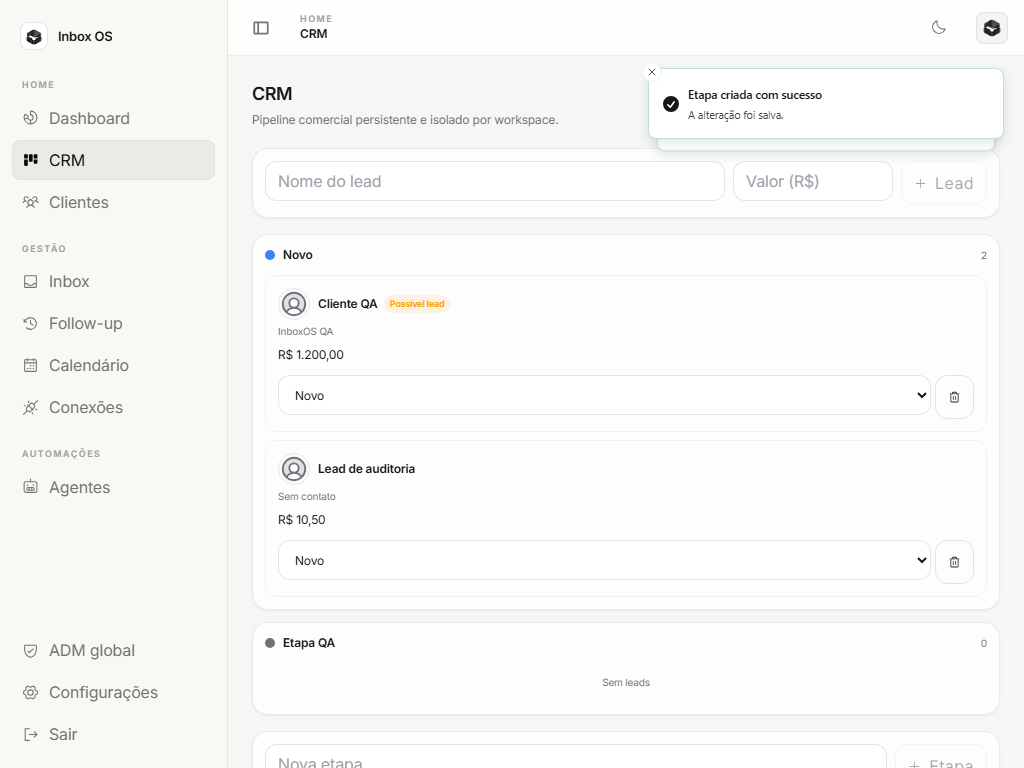 Inbox OS
HOME
Dashboard
CRM
Clientes
GESTÃO
Inbox
Follow-up
Calendário
Conexões
AUTOMAÇÕES
Agentes
ADM global
Configurações
Sair
HOME
CRM
CRM
Pipeline comercial persistente e isolado por workspace.
Etapa criada com sucesso
A alteração foi salva.
Nome do lead
Valor (R$)
+ Lead
Novo
2
Cliente QA
Possível lead
InboxOS QA
R$ 1.200,00
Novo
Lead de auditoria
Sem contato
R$ 10,50
Novo
Etapa QA
0
Sem leads
Nova etapa
+ Etapa